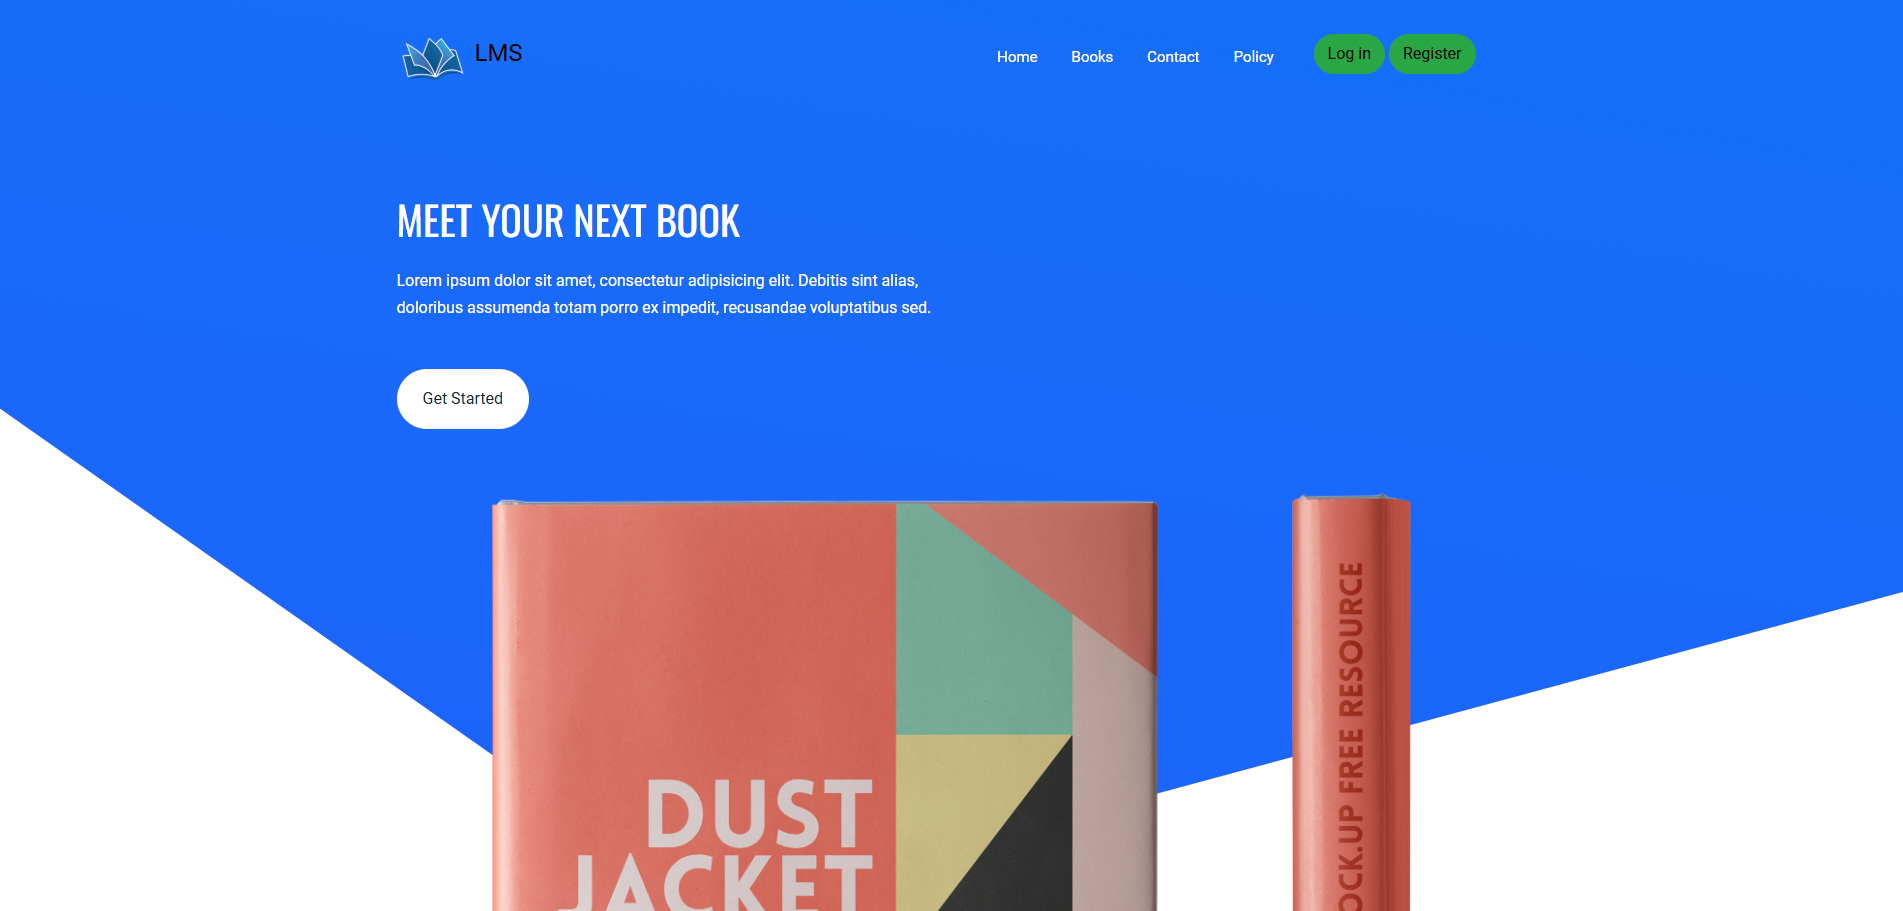 LMS
Home
Books
Contact
Policy
Log in
Register
MEET YOUR NEXT BOOK
Lorem ipsum dolor sit amet, consectetur adipisicing elit. Debitis sint alias,
doloribus assumenda totam porro ex impedit, recusandae voluptatibus sed.
Get Started
DUST
JACKET
OCK.UP FREE RESOURCE